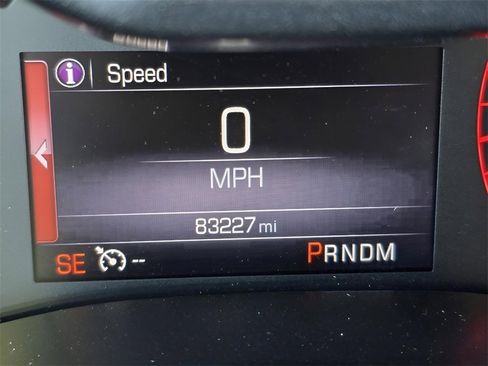 i Speed
0
MPH
83227 mi
SE -- PRNDM